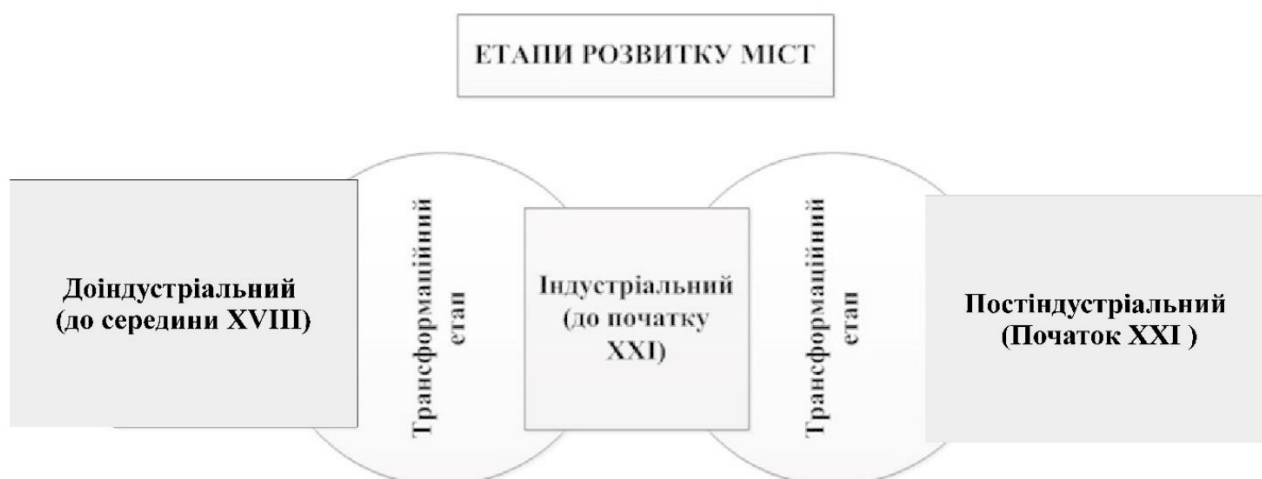 ЕТАПИ РОЗВИТКУ МІСТ
Доіндустріальний
(до середини XVIII)
Трансформаційний
етап
Індустріальний
(до початку
XXI)
Трансформаційний
етап
Постіндустріальний
(Початок XXI )